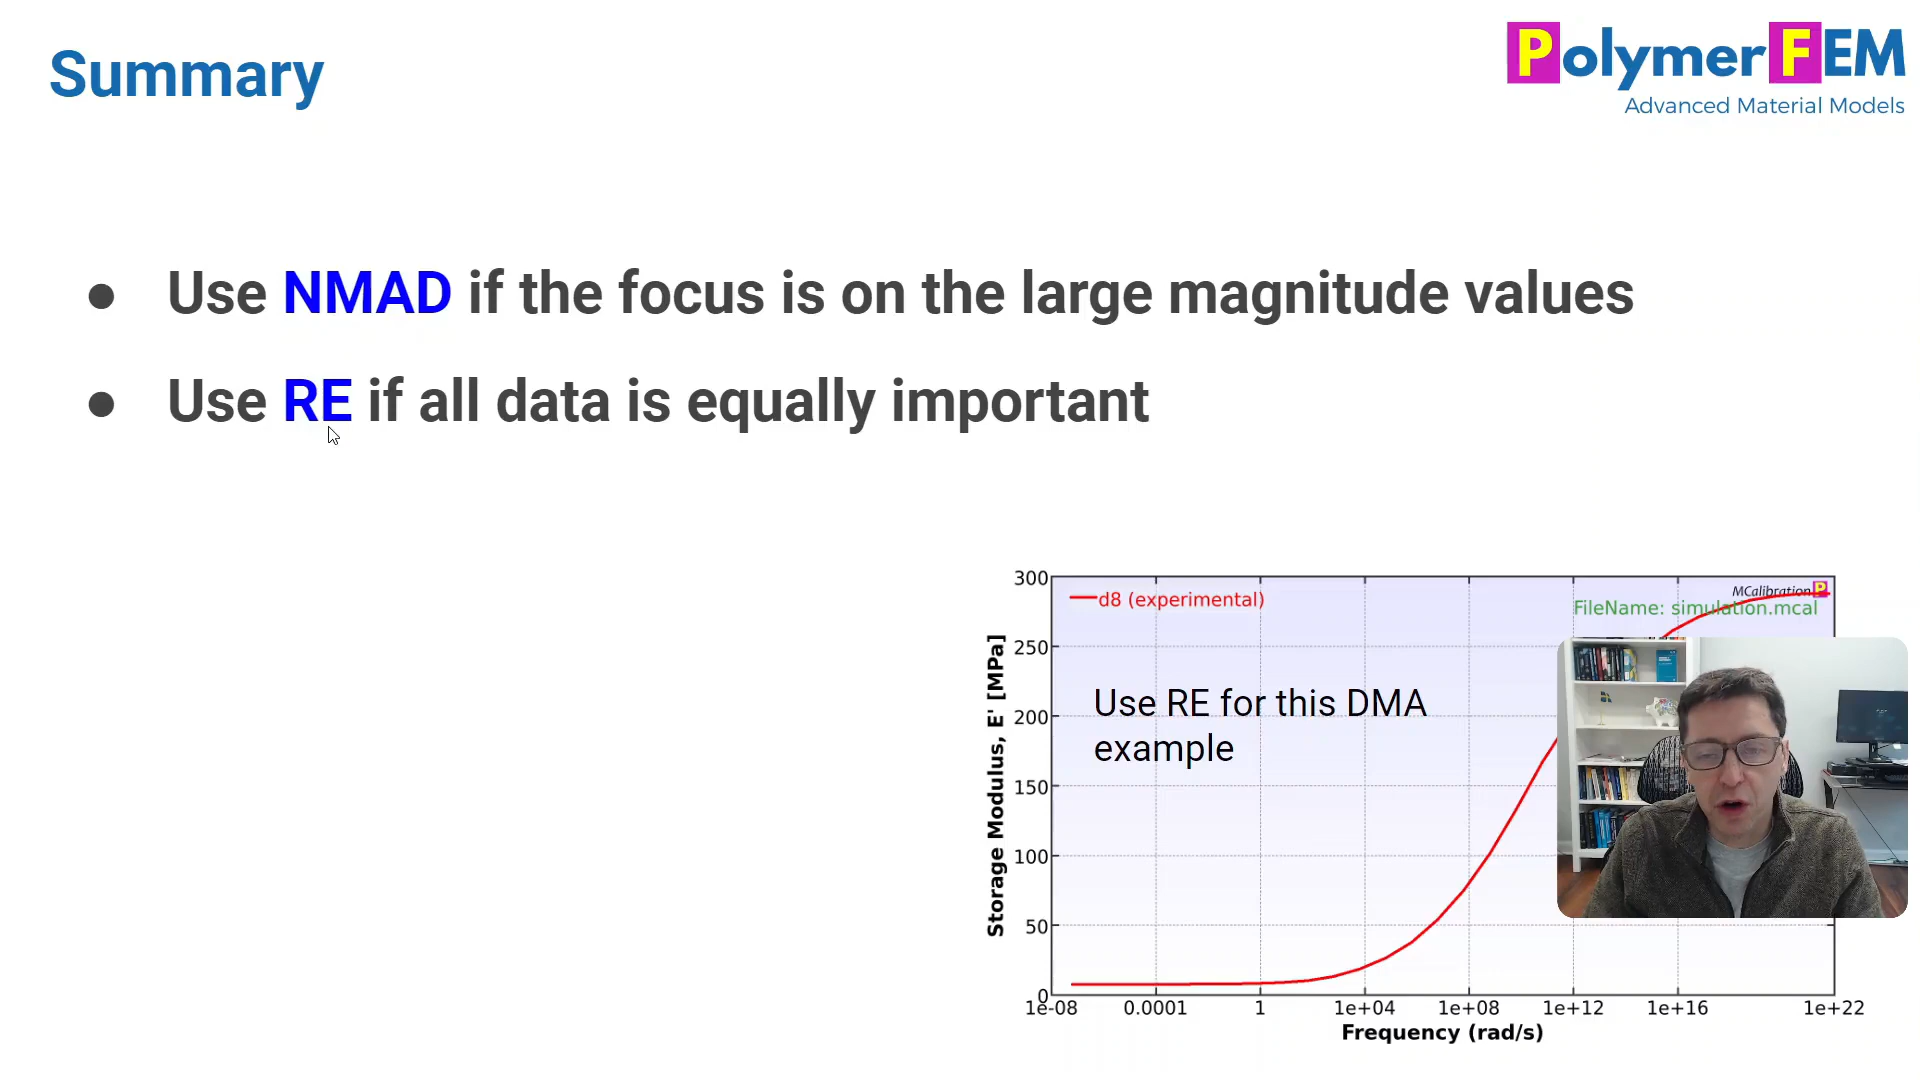 Summary
PolymerFEM
Advanced Material Models
● Use NMAD if the focus is on the large magnitude values
● Use RE if all data is equally important
300
250
200
150
100
50
0
Storage Modulus, E' [MPa]
d8 (experimental)
MCalibration P
FileName: simulation.mcal
Use RE for this DMA
example
1e-08 0.0001 1 1e+04 1e+08 1e+12 1e+16 1e+22
Frequency (rad/s)